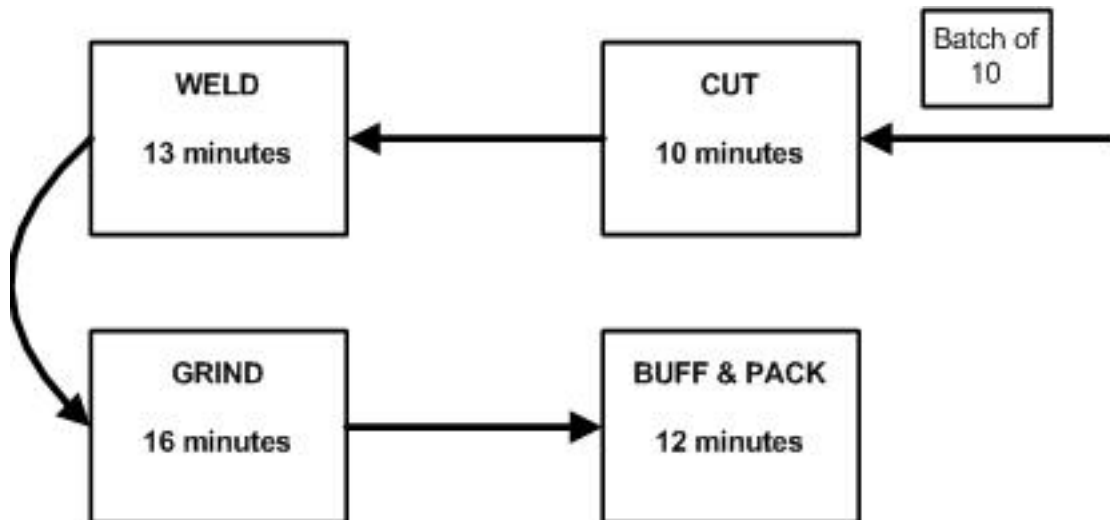 Batch of
10
CUT
10 minutes
WELD
13 minutes
GRIND
16 minutes
BUFF & PACK
12 minutes